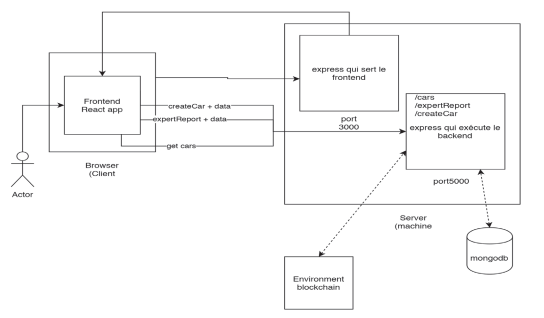 express qui sert le
frontend
Frontend
React app
createCar + data
expertReport + data
get cars
port
3000
/cars
/expertReport
/createCar
express qui exécute le
backend
port5000
Browser
(Client
Actor
Server
(machine
mongodb
Environment
blockchain